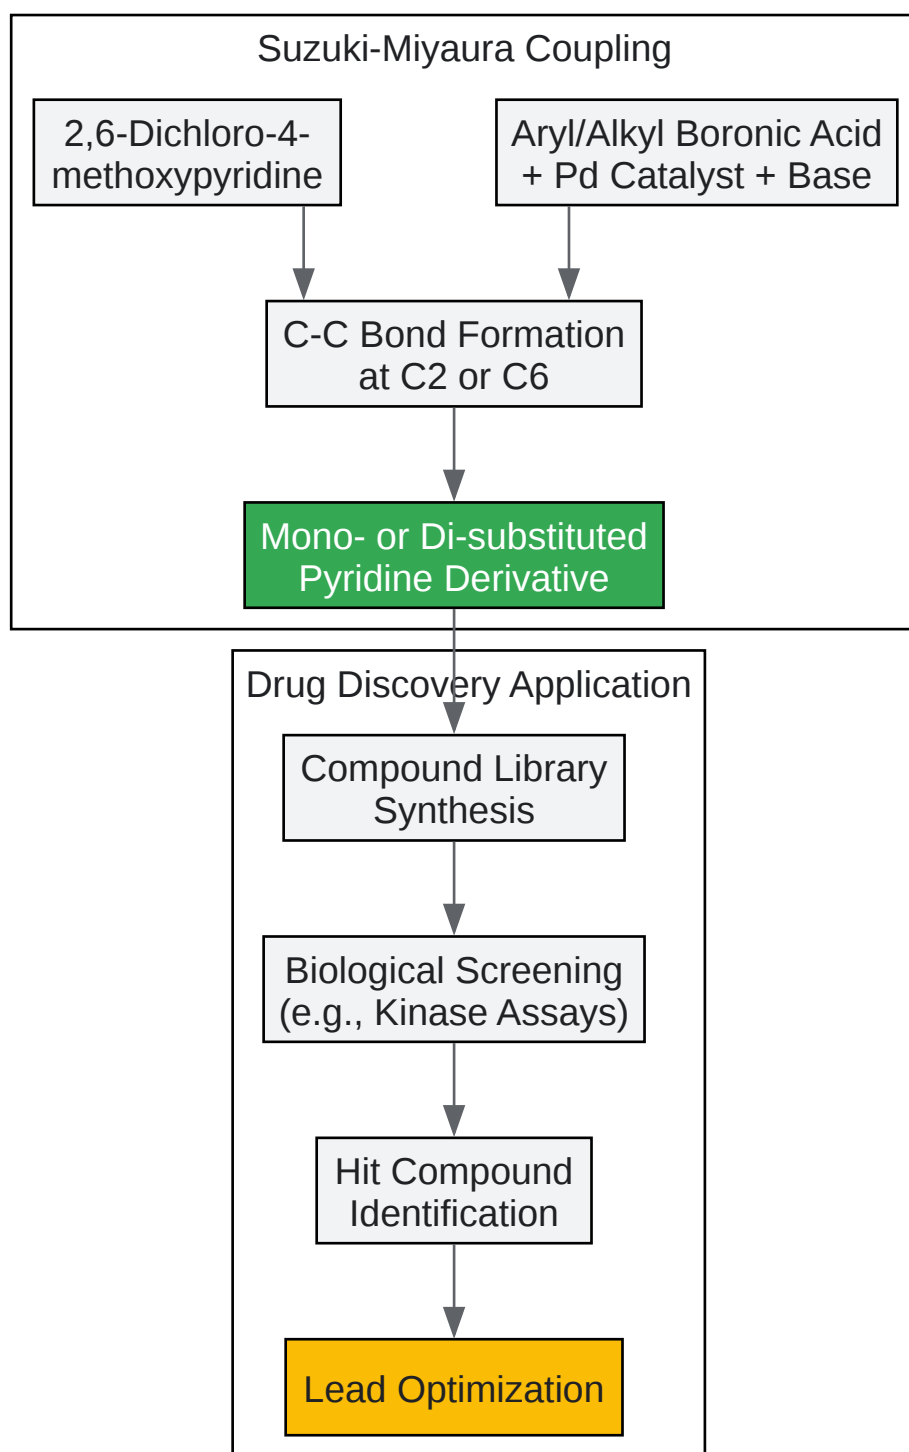 Suzuki-Miyaura Coupling
2,6-Dichloro-4-
methoxypyridine
Aryl/Alkyl Boronic Acid
+ Pd Catalyst + Base
C-C Bond Formation
at C2 or C6
Mono- or Di-substituted
Pyridine Derivative
Drug Discovery Application
Compound Library
Synthesis
Biological Screening
(e.g., Kinase Assays)
Hit Compound
Identification
Lead Optimization